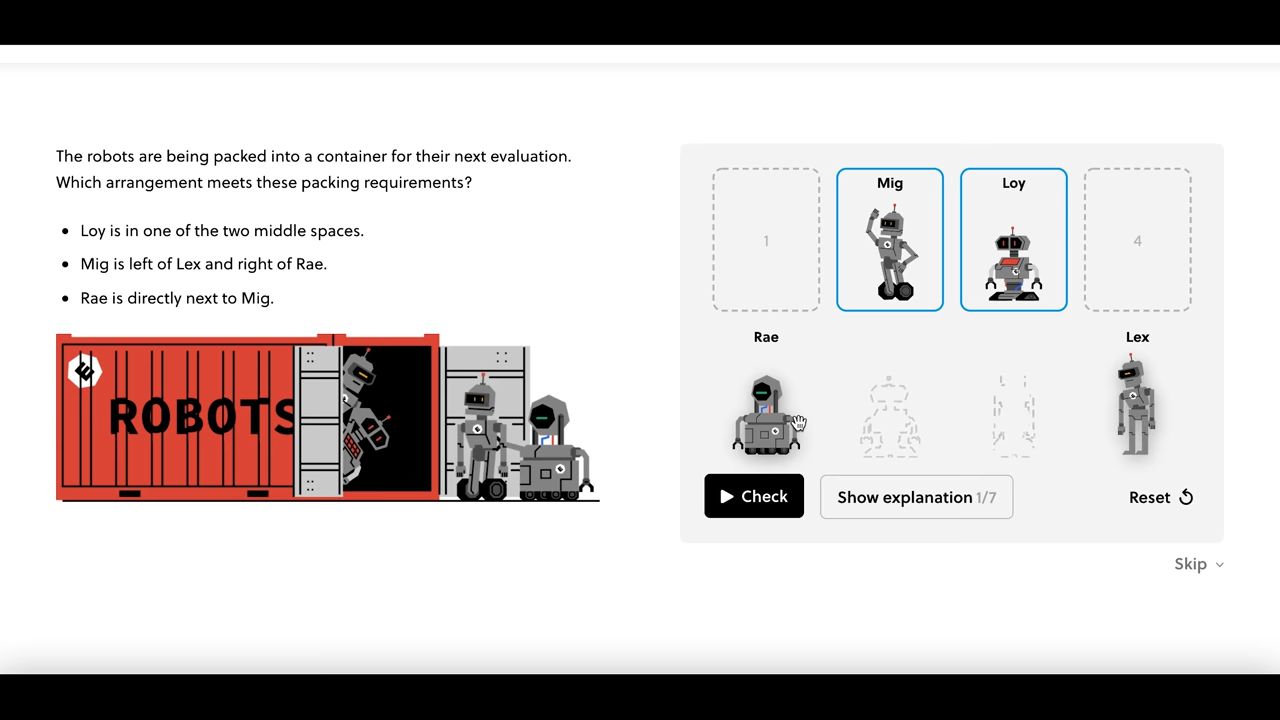 The robots are being packed into a container for their next evaluation.
Which arrangement meets these packing requirements?
• Loy is in one of the two middle spaces.
• Mig is left of Lex and right of Rae.
• Rae is directly next to Mig.
ROBOTS
1
Mig
Loy
4
Rae
Lex
Check
Show explanation 1/7
Reset
Skip